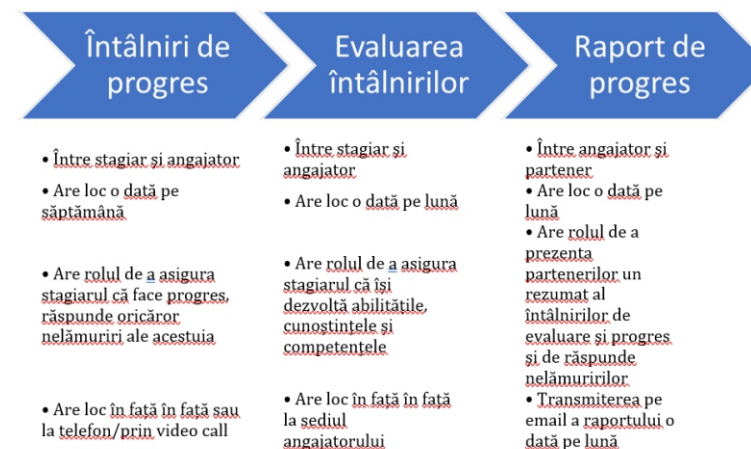 Întâlniri de
progres
• Între stagiar și angajator
• Are loc o dată pe
săptămână
• Are rolul de a asigura
stagiarul că face progres,
răspunde oricăror
nelămuriri ale acestuia
• Are loc în față în față sau
la telefon/prin video call
Evaluarea
întâlnirilor
• Între stagiar și
angajator
• Are loc o dată pe lună
• Are rolul de a asigura
stagiarul că își
dezvoltă abilitățile,
cunoștințele și
competențele
• Are loc în față în față
la sediul
angajatorului
Raport de
progres
• Între angajator și
partener
• Are loc o dată pe
lună
• Are rolul de a
prezenta
partenerilor un
rezumat al
întâlnirilor de
evaluare și progres
și de răspunde
nelămuririlor
• Transmiterea pe
email a raportului o
dată pe lună